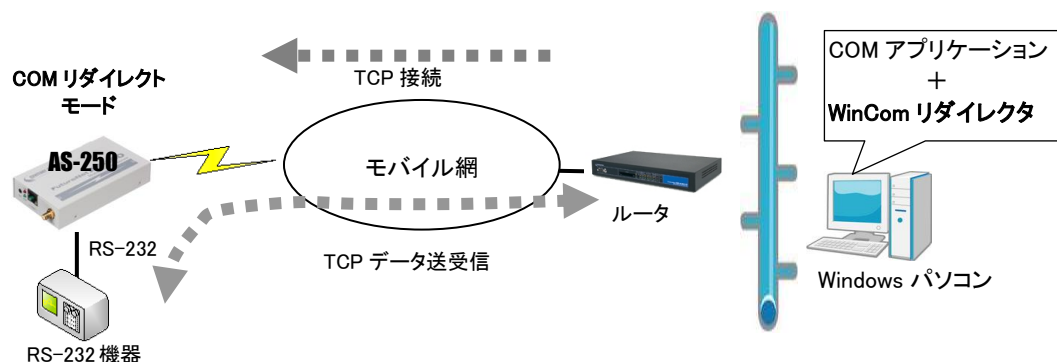 COM アプリケーション
+
WinCom リダイレクタ
TCP 接続
COM リダイレクト
モード
AS-250
モバイル網
ルータ
RS-232
TCP データ送受信
Windows パソコン
RS-232 機器